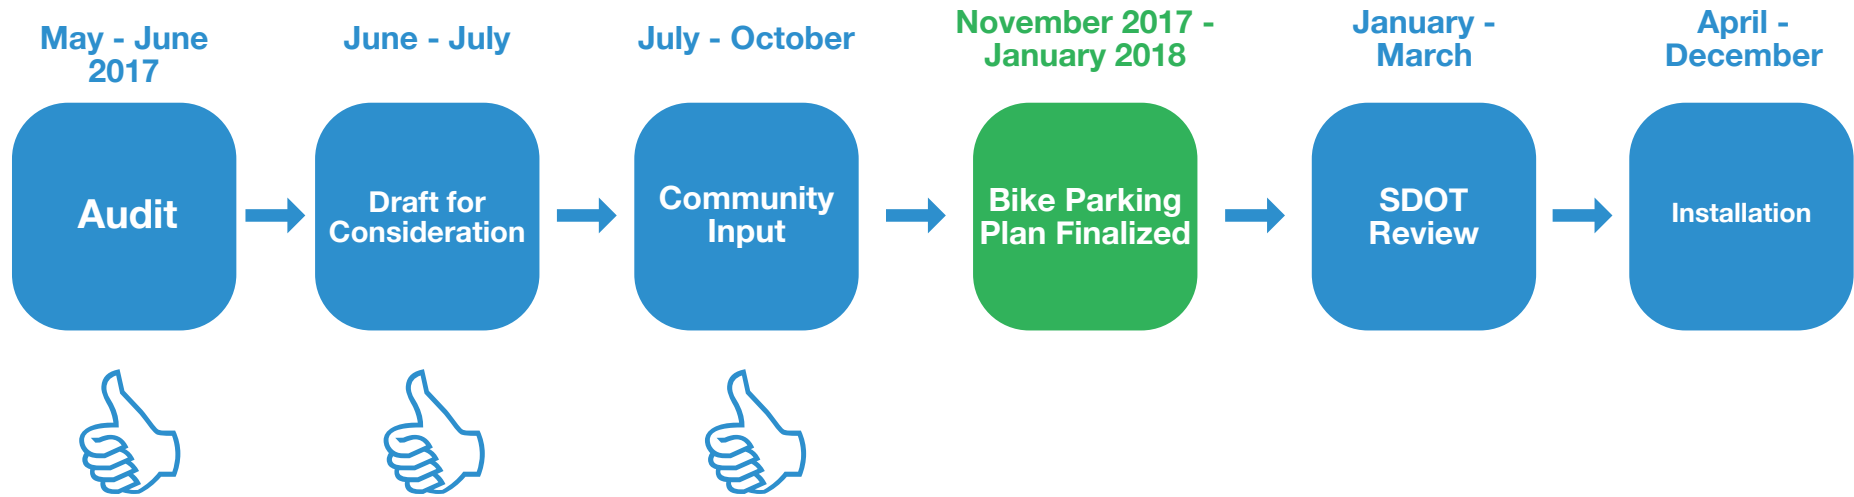 May - June
2017
June - July
July - October
November 2017 -
January 2018
January -
March
April -
December
Audit
Draft for
Consideration
Community
Input
Bike Parking
Plan Finalized
SDOT
Review
Installation